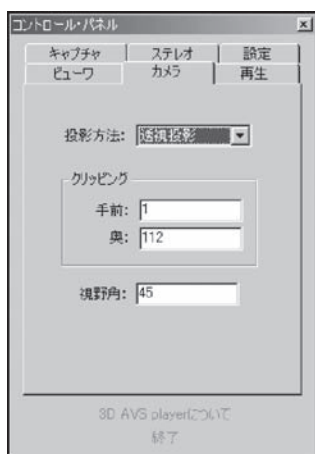 コントロール・パネル
キャプチャ ステレオ 設定
ビューワ カメラ 再生
投影方法: 透視投影
クリッピング
手前: 1
奥: 112
視野角: 45
3D AVS playerについて
終了